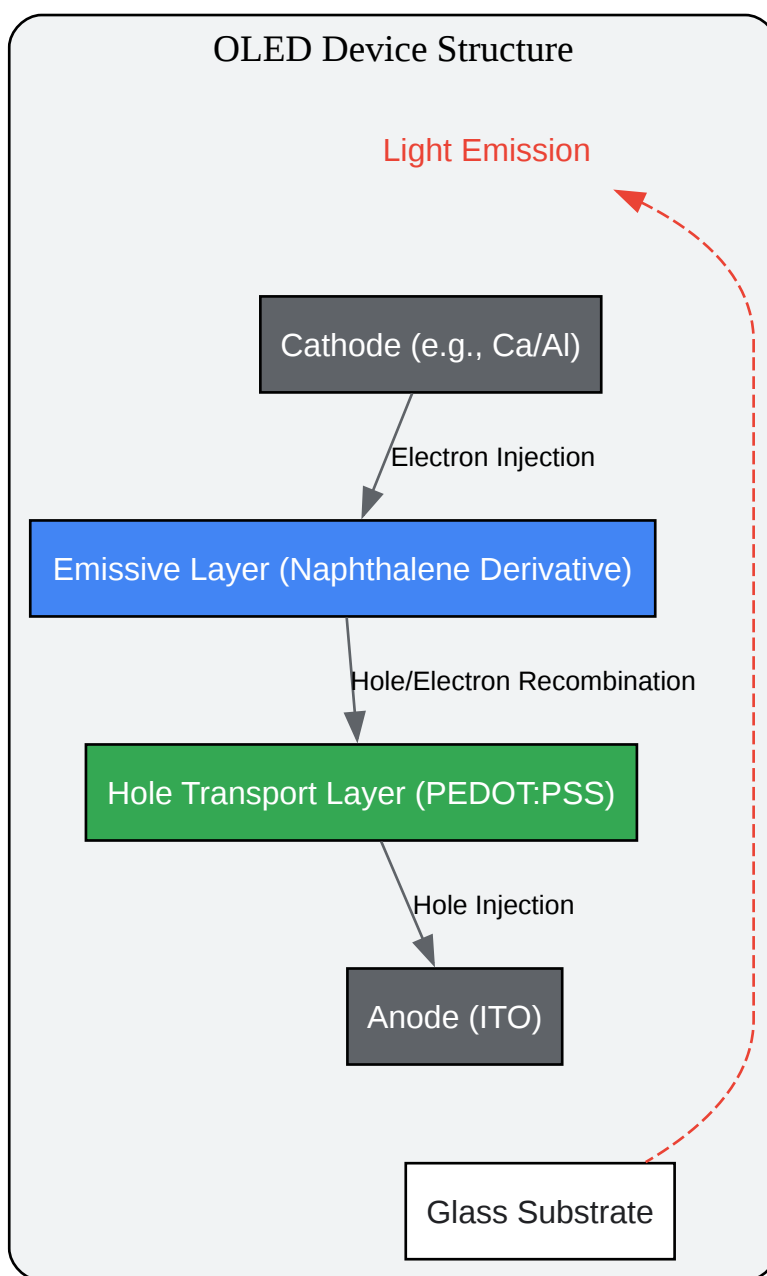 OLED Device Structure
Light Emission
Cathode (e.g., Ca/Al)
Electron Injection
Emissive Layer (Naphthalene Derivative)
Hole/Electron Recombination
Hole Transport Layer (PEDOT:PSS)
Hole Injection
Anode (ITO)
Glass Substrate